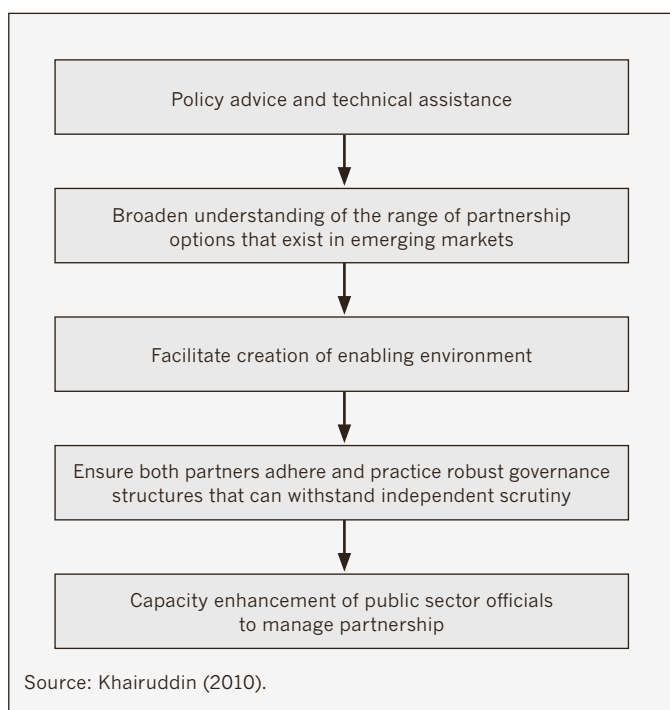 Policy advice and technical assistance
Broaden understanding of the range of partnership
options that exist in emerging markets
Facilitate creation of enabling environment
Ensure both partners adhere and practice robust governance
structures that can withstand independent scrutiny
Capacity enhancement of public sector officials
to manage partnership
Source: Khairuddin (2010).